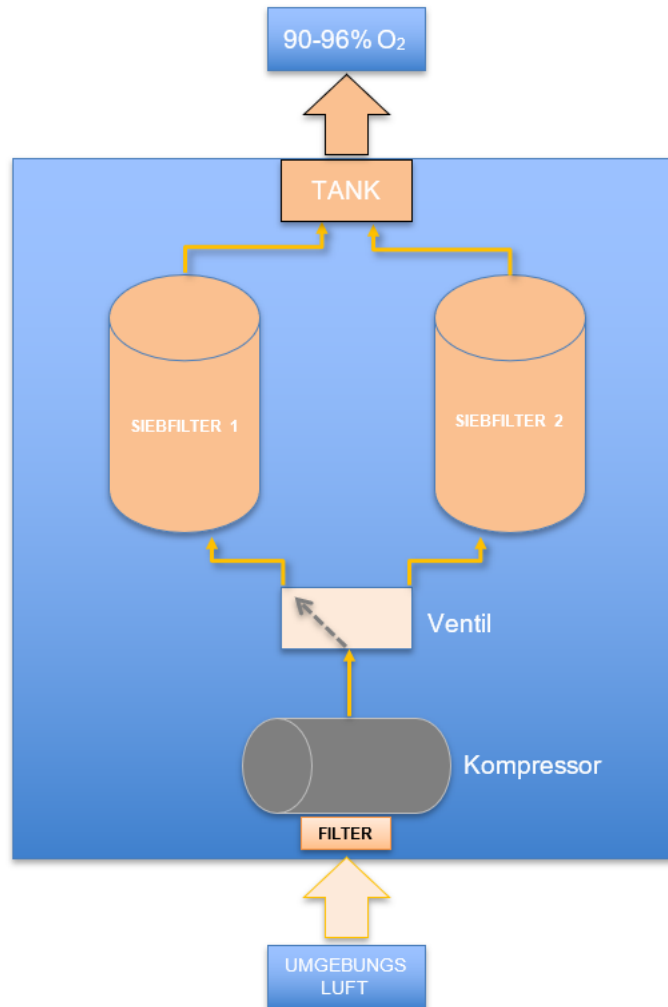 90-96% O₂
TANK
SIEBFILTER 1
SIEBFILTER 2
Ventil
Kompressor
FILTER
UMGEBUNGS
LUFT